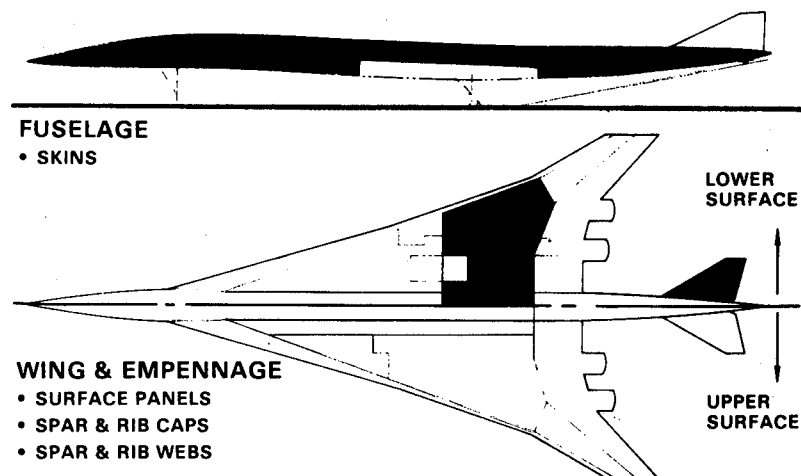 FUSELAGE
• SKINS
LOWER
SURFACE
WING & EMPENNAGE
• SURFACE PANELS
• SPAR & RIB CAPS
• SPAR & RIB WEBS
UPPER
SURFACE